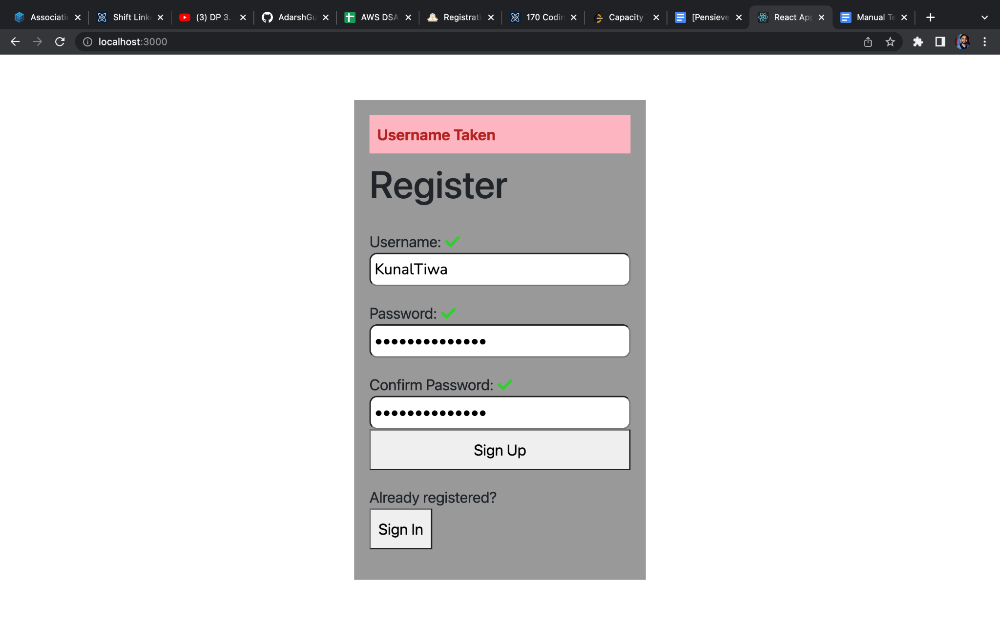 Associati Shift Link (3) DP 3. AdarshGu AWS DSA Registrati 170 Codin Capacity [Pensieve React App Manual Te
localhost:3000
Username Taken
Register
Username:
KunalTiwa
Password:
••••••••••••••
Confirm Password:
••••••••••••••
Sign Up
Already registered?
Sign In